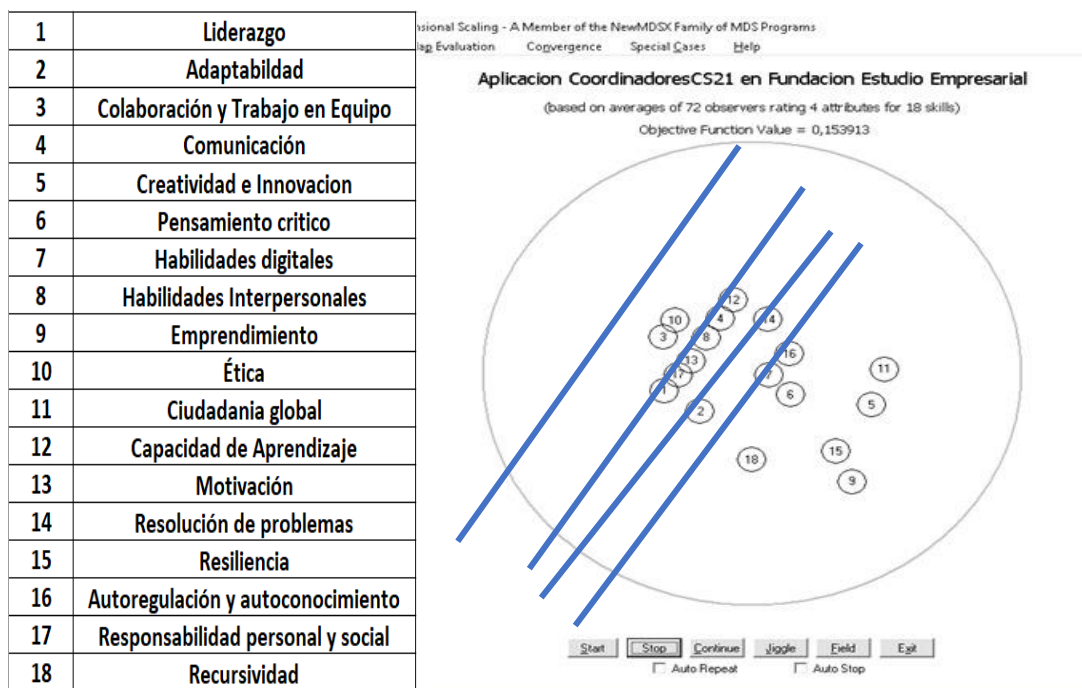 1 Liderazgo
2 Adaptabildad
3 Colaboración y Trabajo en Equipo
4 Comunicación
5 Creatividad e Innovacion
6 Pensamiento critico
7 Habilidades digitales
8 Habilidades Interpersonales
9 Emprendimiento
10 Ética
11 Ciudadania global
12 Capacidad de Aprendizaje
13 Motivación
14 Resolución de problemas
15 Resiliencia
16 Autoregulación y autoconocimiento
17 Responsabilidad personal y social
18 Recursividad
Scaling - A Member of the NewMDSX Family of MDS Programs
Evaluation Convergence Special Cases Help
Aplicacion CoordinadoresCS21 en Fundacion Estudio Empresarial
(based on averages of 72 observers rating 4 attributes for 18 skills)
Objective Function Value = 0,153913
12
10
4
14
3
8
16
13
11
17
7
1
6
5
2
15
18
9
Start Stop Continue Jiggle Field Exit
Auto Repeat Auto Stop